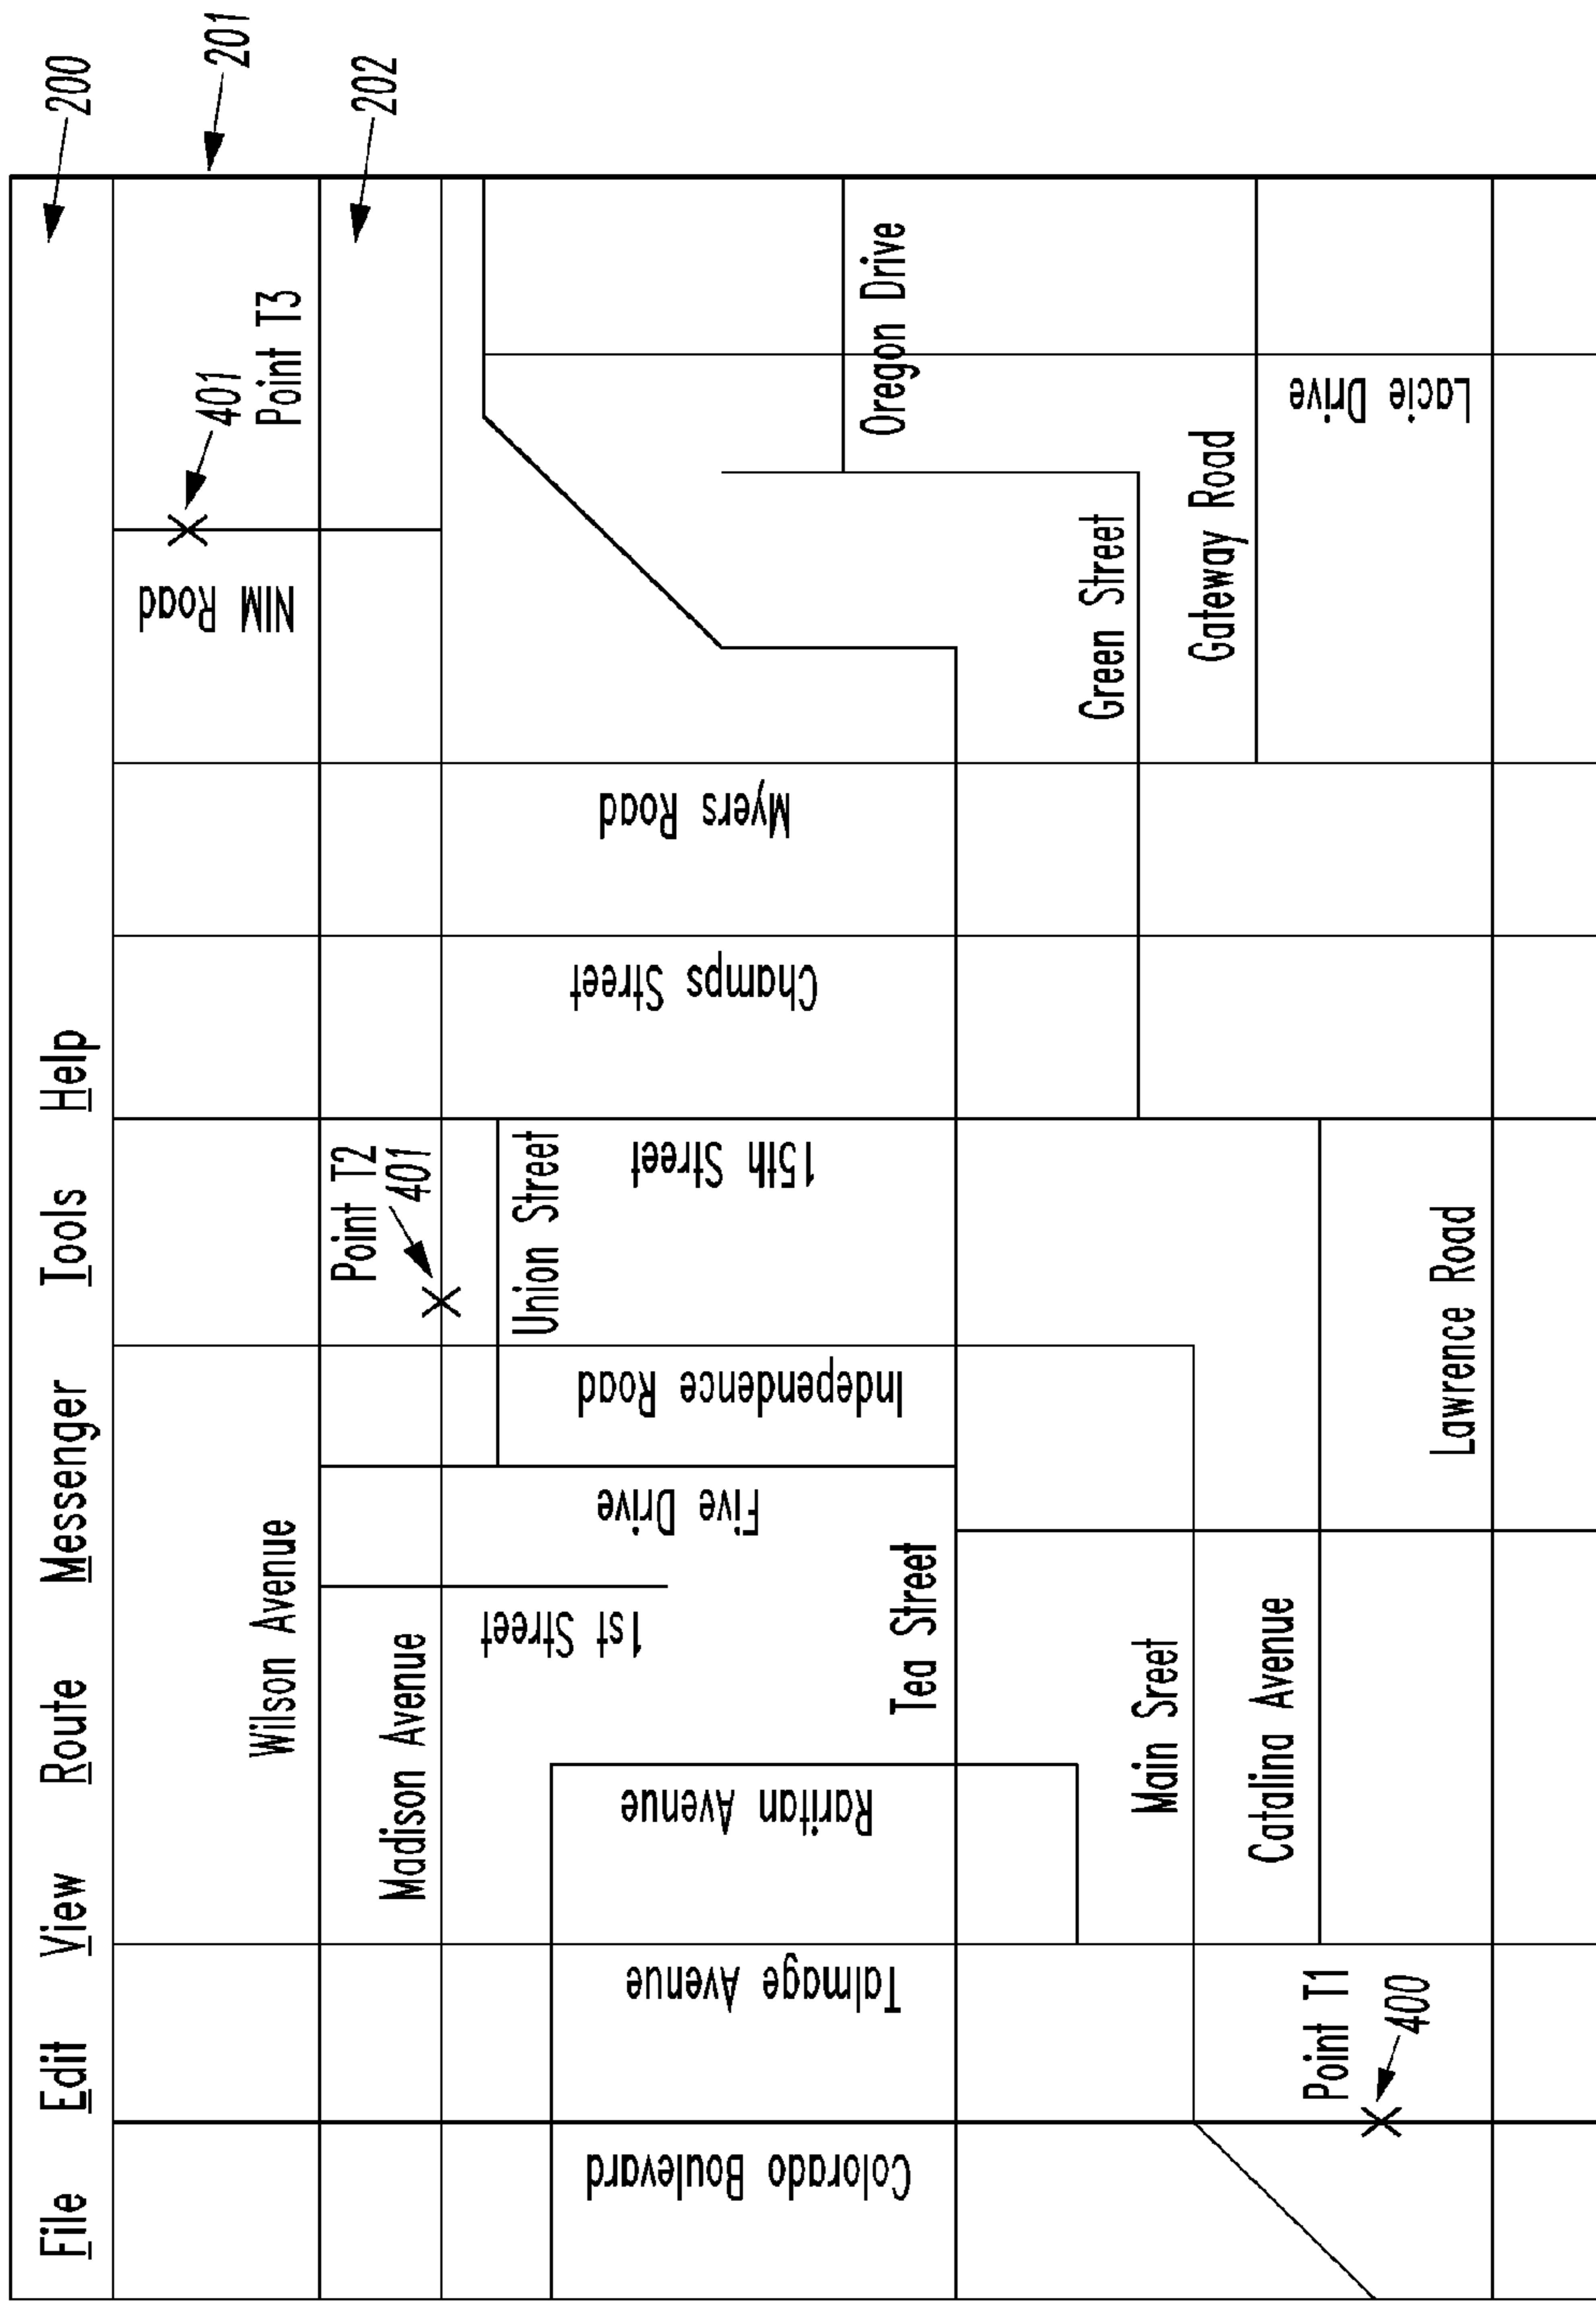 File Edit View Route Messenger Tools Help
200
201
202
Wilson Avenue
NIM Road
401
Point T3
Point T2
401
Madison Avenue
Union Street
1st Street
Five Drive
Independence Road
15th Street
Champs Street
Myers Road
Colorado Boulevard
Talmage Avenue
Raritan Avenue
Tea Street
Oregon Drive
Green Street
Gateway Road
Main Sreet
Catalina Avenue
Lacie Drive
Point T1
400
Lawrence Road